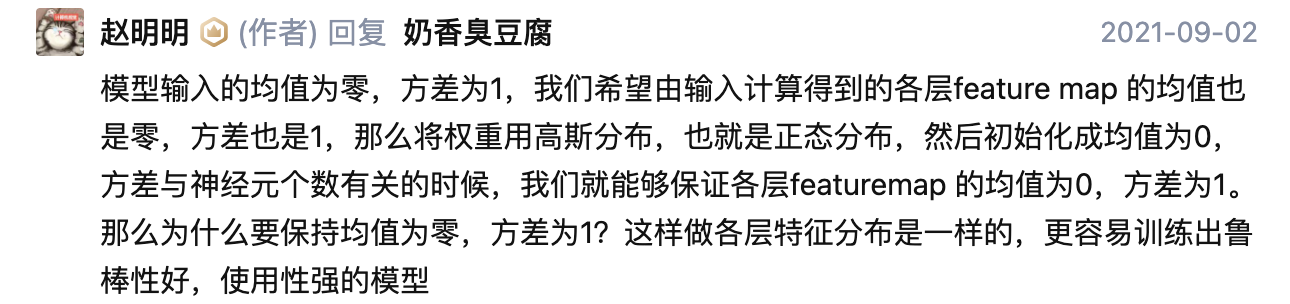 赵明明 (作者) 回复 奶香臭豆腐 2021-09-02
模型输入的均值为零，方差为1，我们希望由输入计算得到的各层feature map 的均值也
是零，方差也是1，那么将权重用高斯分布，也就是正态分布，然后初始化成均值为0，
方差与神经元个数有关的时候，我们就能够保证各层featuremap 的均值为0，方差为1。
那么为什么要保持均值为零，方差为1？这样做各层特征分布是一样的，更容易训练出鲁
棒性好，使用性强的模型